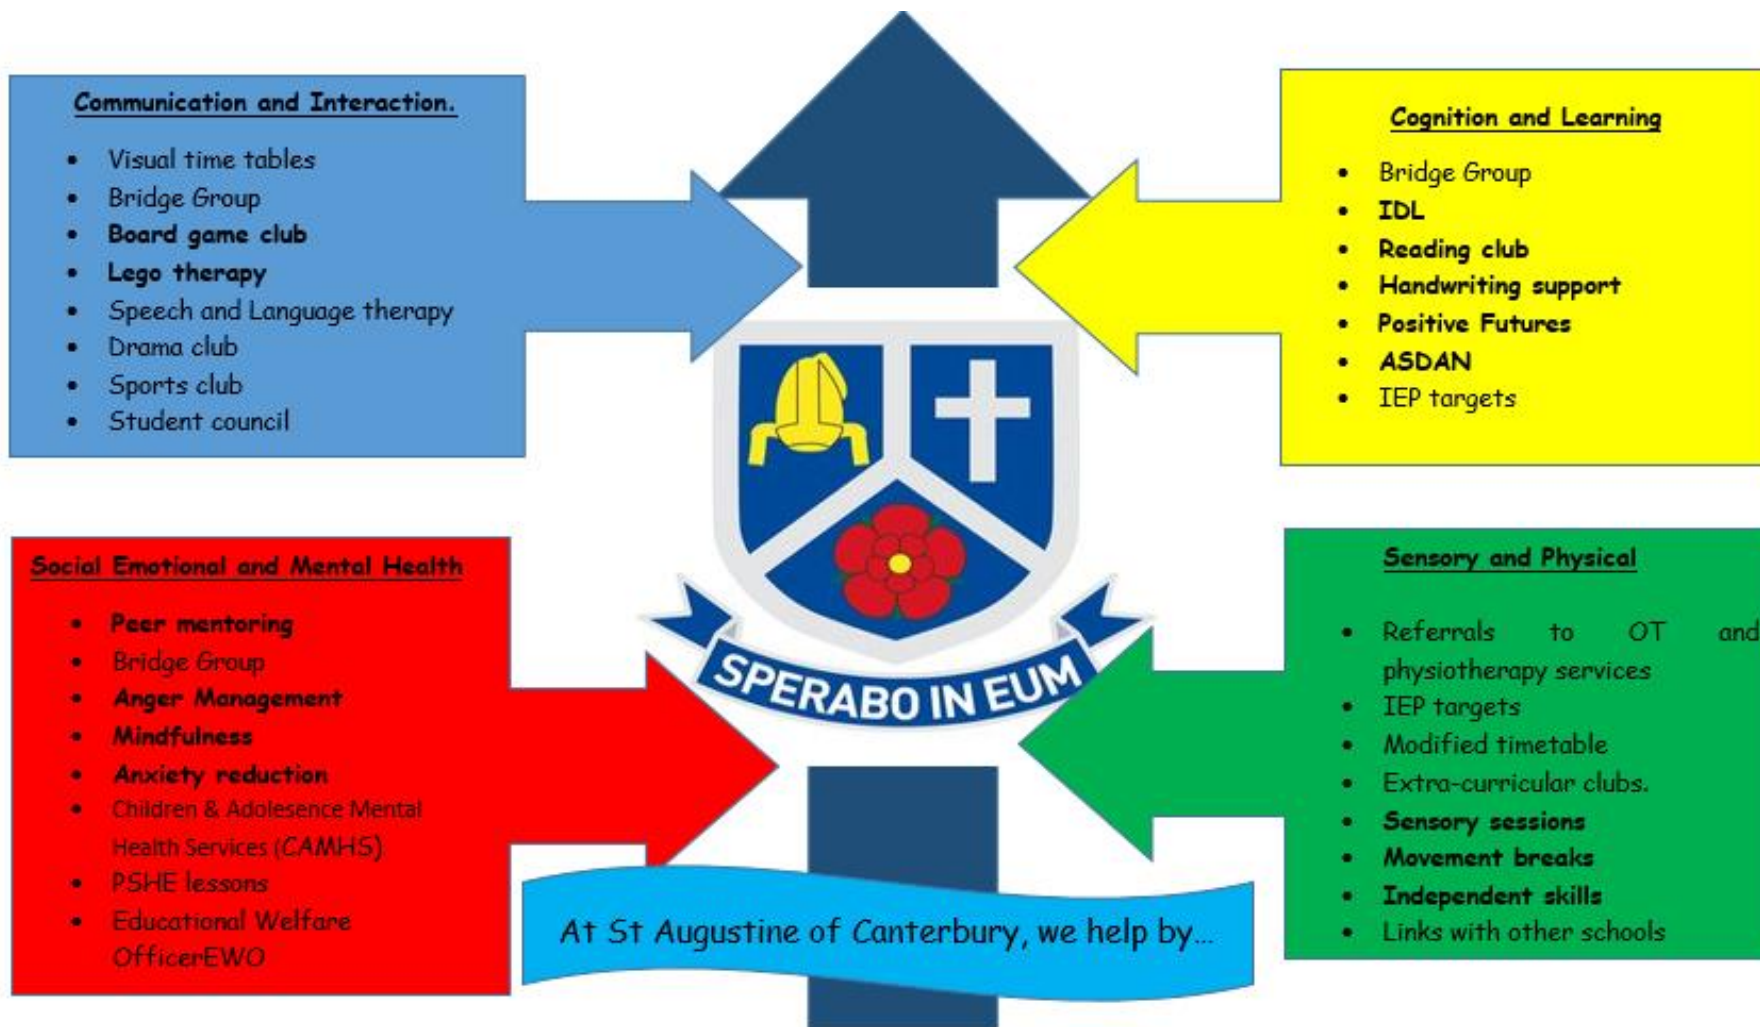 Communication and Interaction.
• Visual time tables
• Bridge Group
• Board game club
• Lego therapy
• Speech and Language therapy
• Drama club
• Sports club
• Student council
Cognition and Learning
• Bridge Group
• IDL
• Reading club
• Handwriting support
• Positive Futures
• ASDAN
• IEP targets
SPERABO IN EUM
Social Emotional and Mental Health
• Peer mentoring
• Bridge Group
• Anger Management
• Mindfulness
• Anxiety reduction
• Children & Adolesence Mental
Health Services (CAMHS)
• PSHE lessons
• Educational Welfare
OfficerEWO
Sensory and Physical
• Referrals to OT and
physiotherapy services
• IEP targets
• Modified timetable
• Extra-curricular clubs.
• Sensory sessions
• Movement breaks
• Independent skills
• Links with other schools
At St Augustine of Canterbury, we help by...